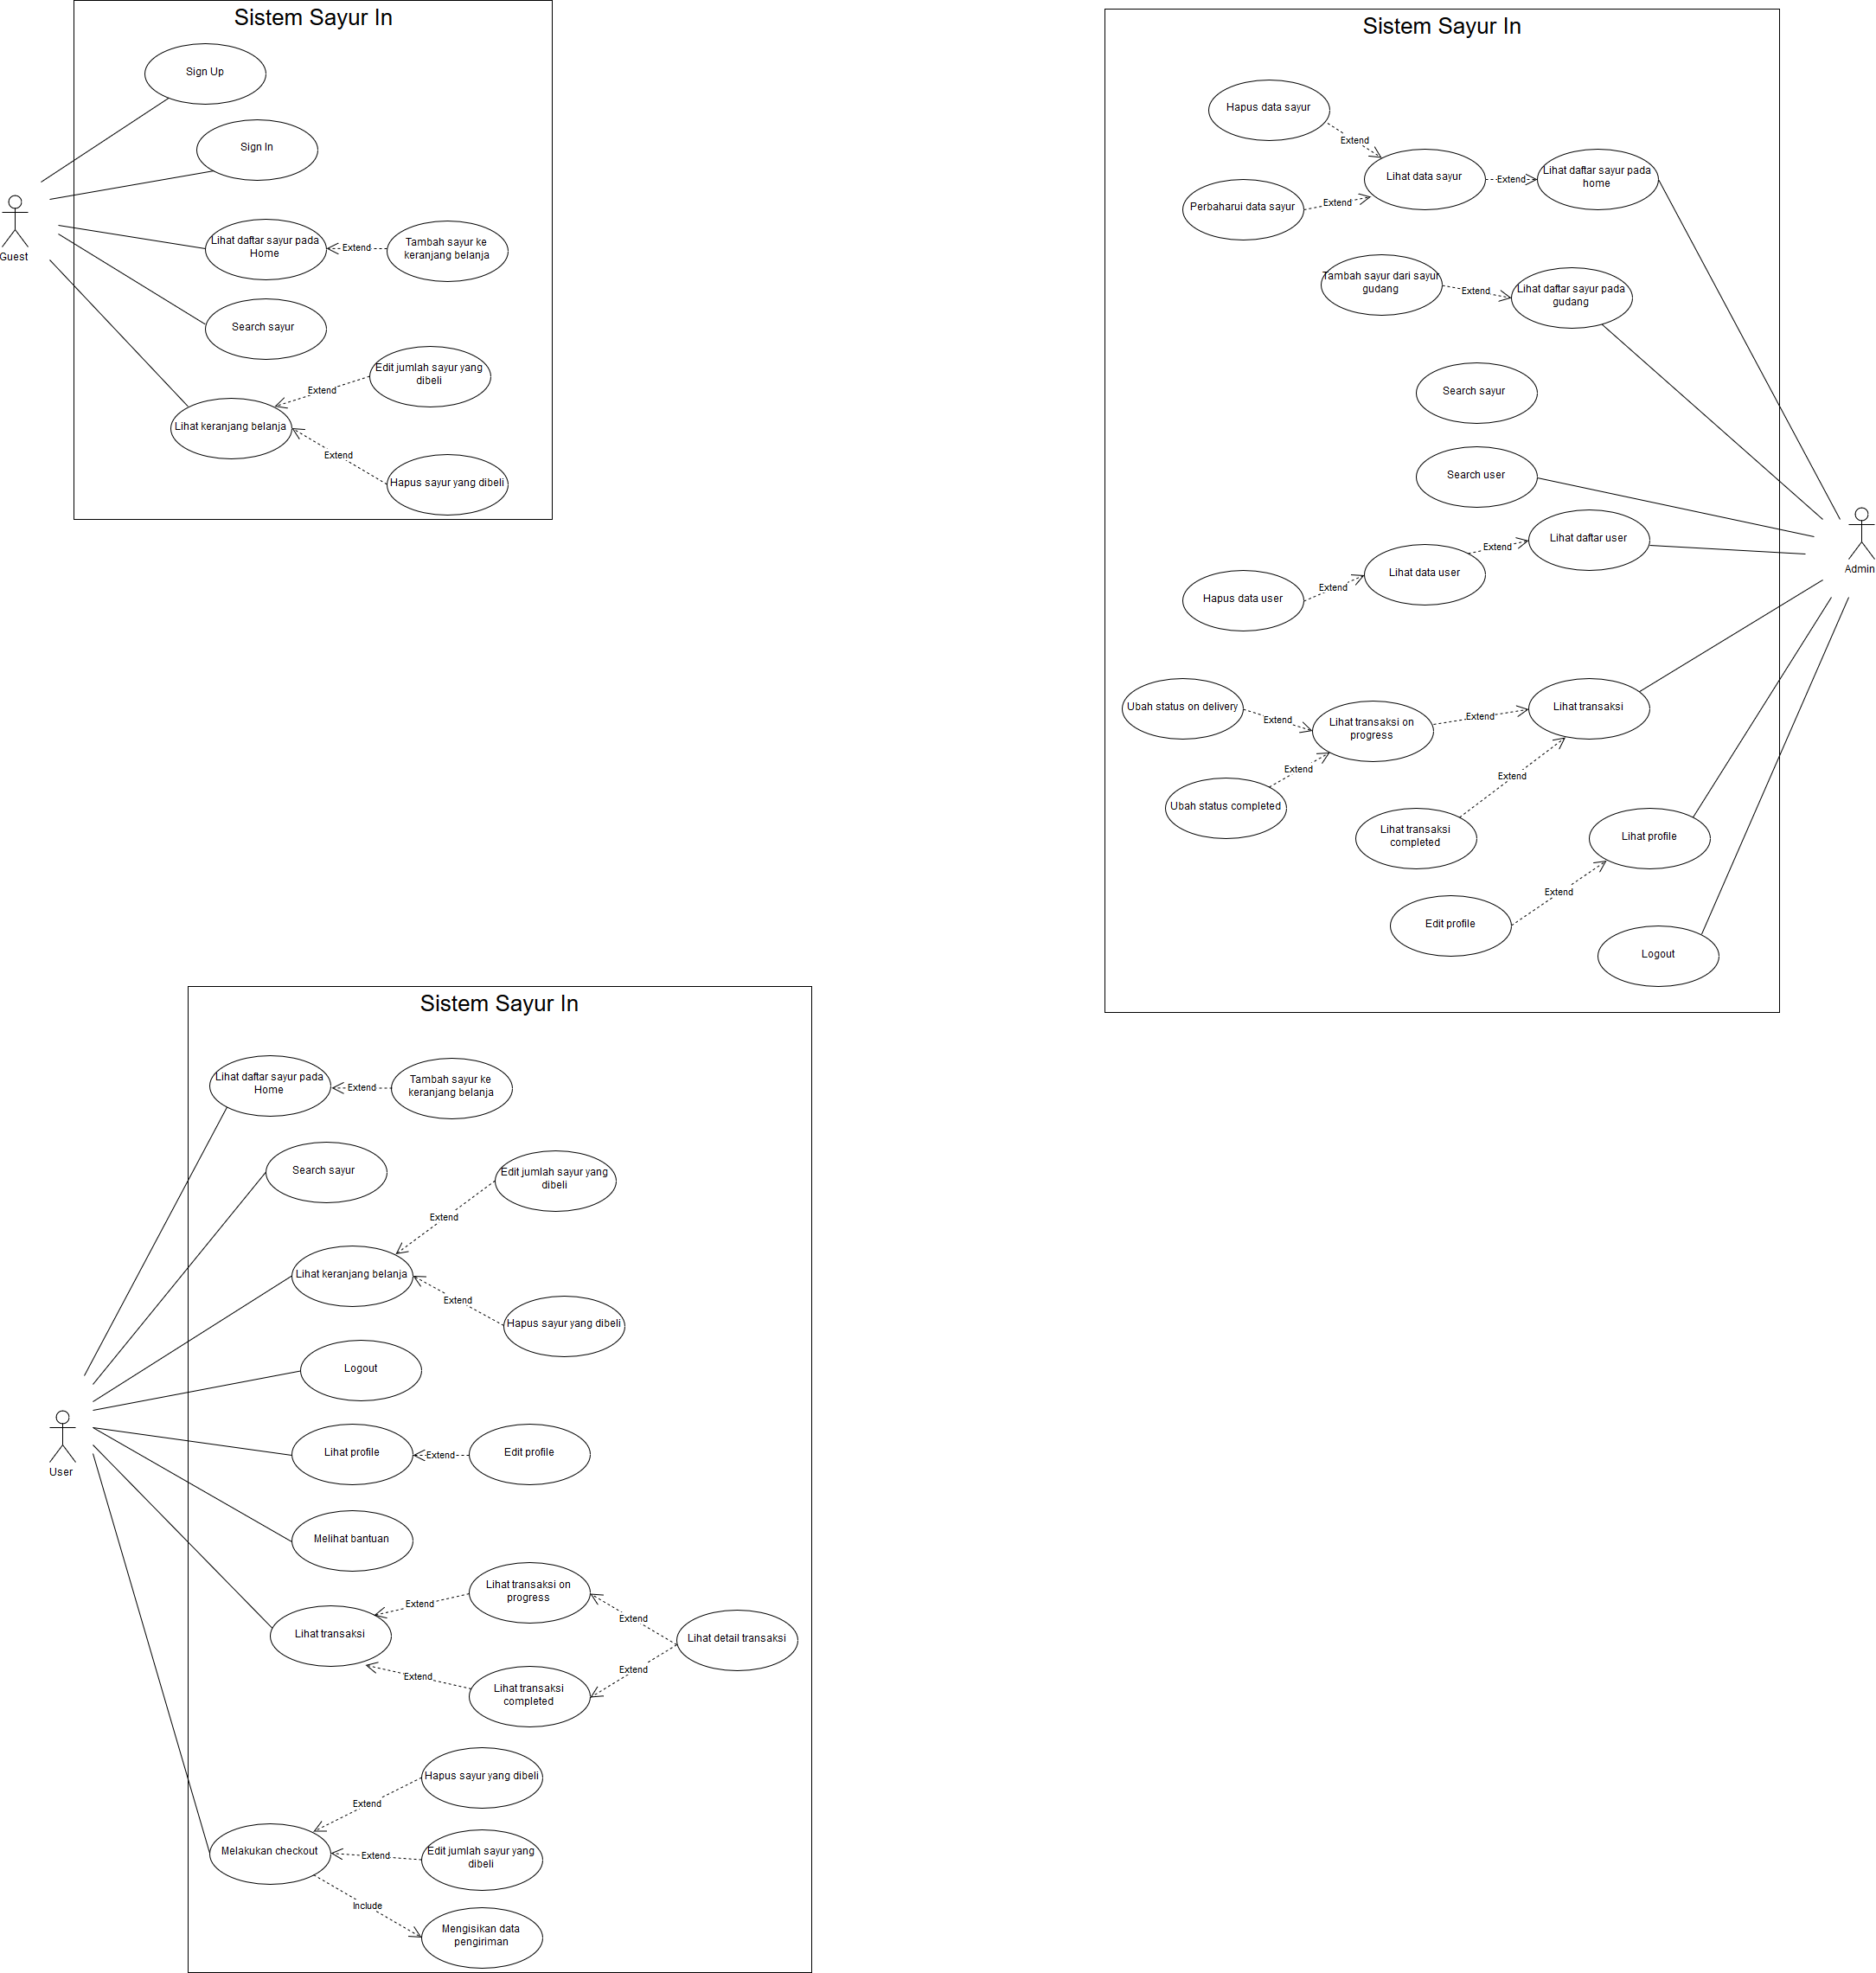 Sistem Sayur In
Sign Up
Sign In
Guest
Lihat daftar sayur pada
Home
Extend
Tambah sayur ke
keranjang belanja
Search sayur
Edit jumlah sayur yang
dibeli
Extend
Lihat keranjang belanja
Extend
Hapus sayur yang dibeli
Sistem Sayur In
Hapus data sayur
Extend
Lihat data sayur
Extend
Lihat daftar sayur pada
home
Perbaharui data sayur
Extend
Tambah sayur dari sayur
gudang
Extend
Lihat daftar sayur pada
gudang
Search sayur
Search user
Lihat daftar user
Extend
Admin
Lihat data user
Extend
Hapus data user
Ubah status on delivery
Extend
Lihat transaksi on
progress
Extend
Lihat transaksi
Extend
Ubah status completed
Extend
Lihat transaksi
completed
Lihat profile
Extend
Edit profile
Logout
Sistem Sayur In
Lihat daftar sayur pada
Home
Extend
Tambah sayur ke
keranjang belanja
Search sayur
Edit jumlah sayur yang
dibeli
Extend
Lihat keranjang belanja
Extend
Hapus sayur yang dibeli
Logout
User
Lihat profile
Extend
Edit profile
Melihat bantuan
Lihat transaksi on
progress
Extend
Extend
Lihat transaksi
Lihat detail transaksi
Extend
Extend
Lihat transaksi
completed
Hapus sayur yang dibeli
Extend
Melakukan checkout
Extend
Edit jumlah sayur yang
dibeli
Include
Mengisikan data
pengiriman